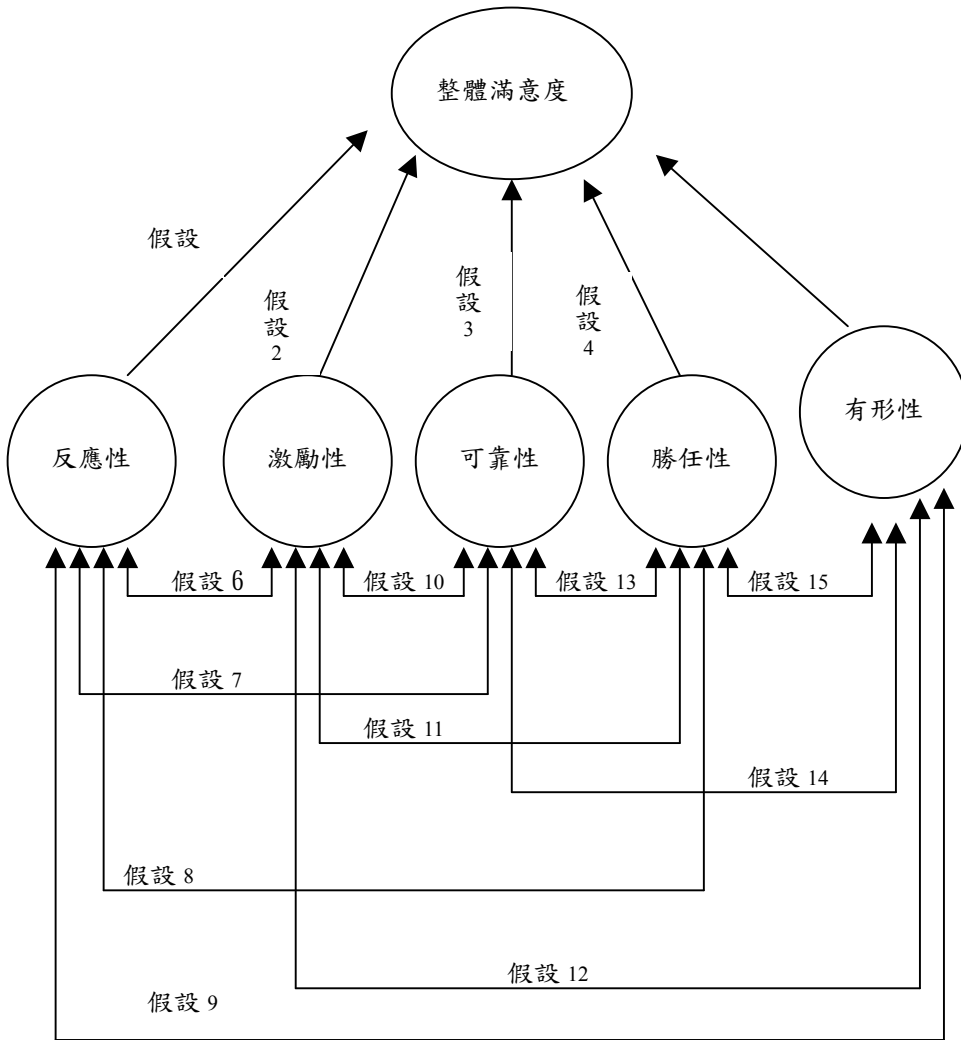 整體滿意度
假設
假
設
2
假
設
3
假
設
4
反應性
激勵性
可靠性
勝任性
有形性
假設 6
假設 10
假設 13
假設 15
假設 7
假設 11
假設 14
假設 8
假設 12
假設 9